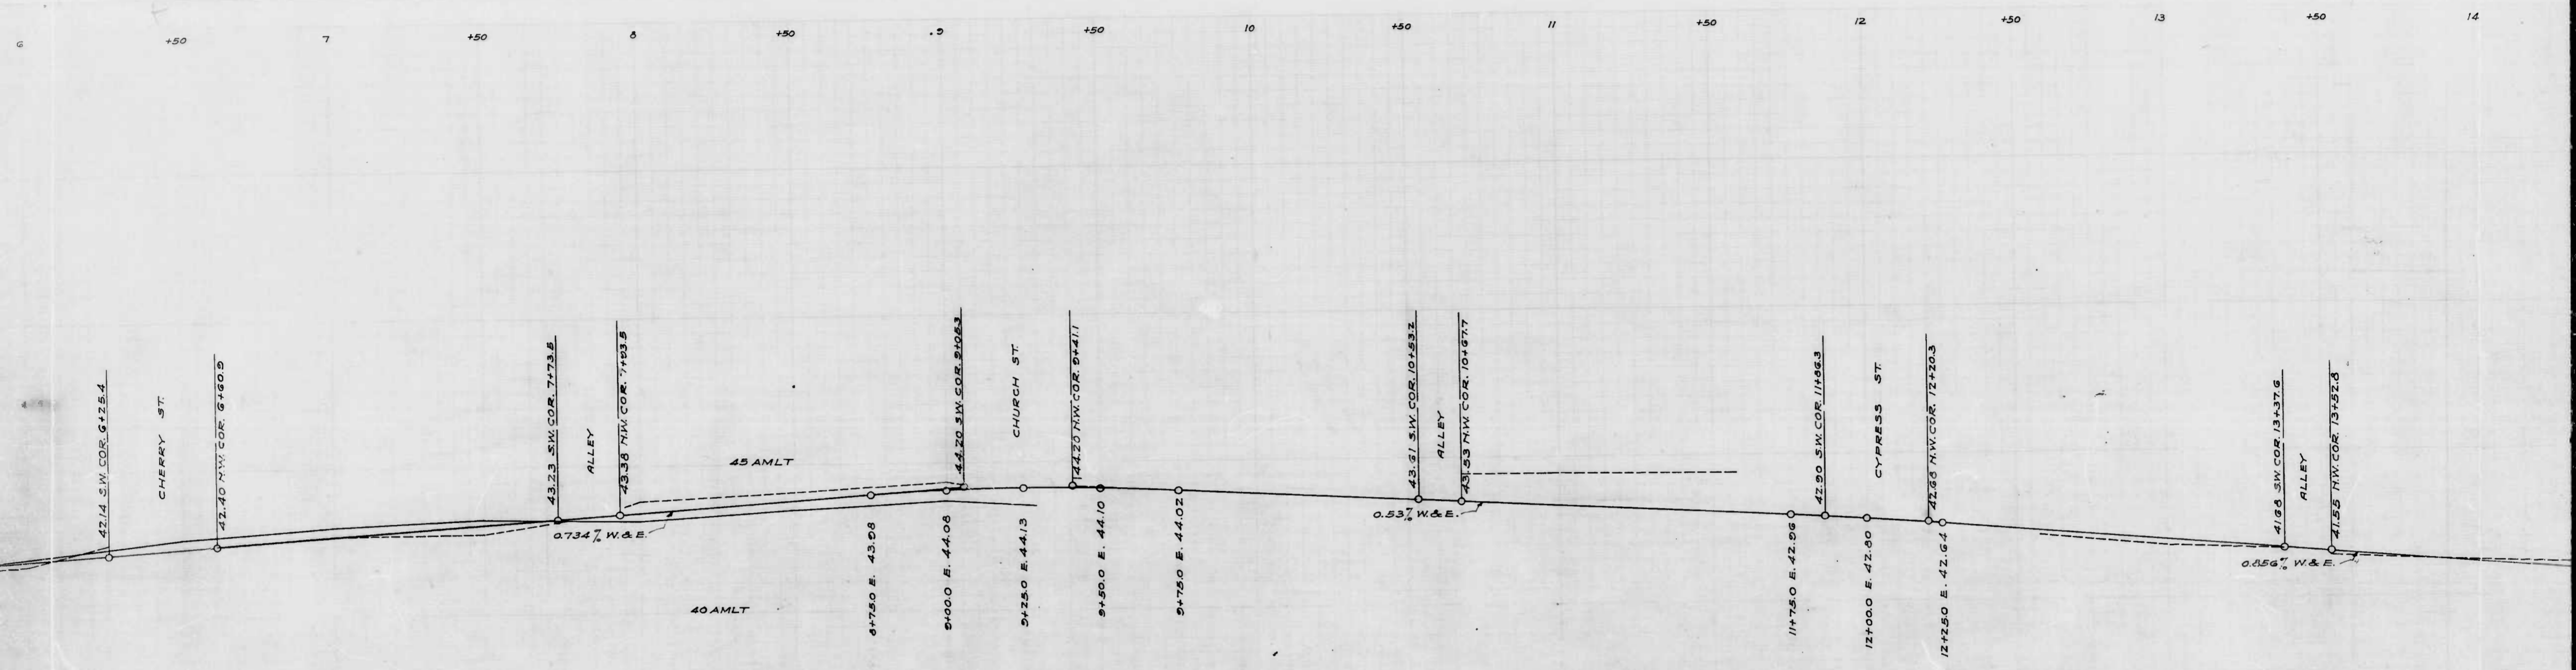 6 +50 7 +50 8 +50 .9 +50 10 +50 11 +50 12 +50 13 +50 14
42.14 S.W. COR. 6+25.4
CHERRY ST.
42.40 N.W. COR. 6+60.9
43.23 S.W. COR. 7+73.5
ALLEY
43.38 N.W. COR. 7+93.5
0.734% W. & E.
45 AMLT
40 AMLT
8+75.0 E. 43.98
44.20 S.W. COR. 9+05.3
9+00.0 E. 44.08
CHURCH ST.
9+25.0 E. 44.13
44.20 N.W. COR. 9+41.1
9+50.0 E. 44.10
9+75.0 E. 44.02
43.61 S.W. COR. 10+53.2
ALLEY
43.53 N.W. COR. 10+67.7
0.53% W. & E.
11+75.0 E. 42.96
42.90 S.W. COR. 11+86.3
CYPRESS ST.
12+00.0 E. 42.80
42.68 N.W. COR. 12+20.3
12+25.0 E. 42.64
41.68 S.W. COR. 13+37.6
ALLEY
41.55 N.W. COR. 13+52.8
0.856% W. & E.